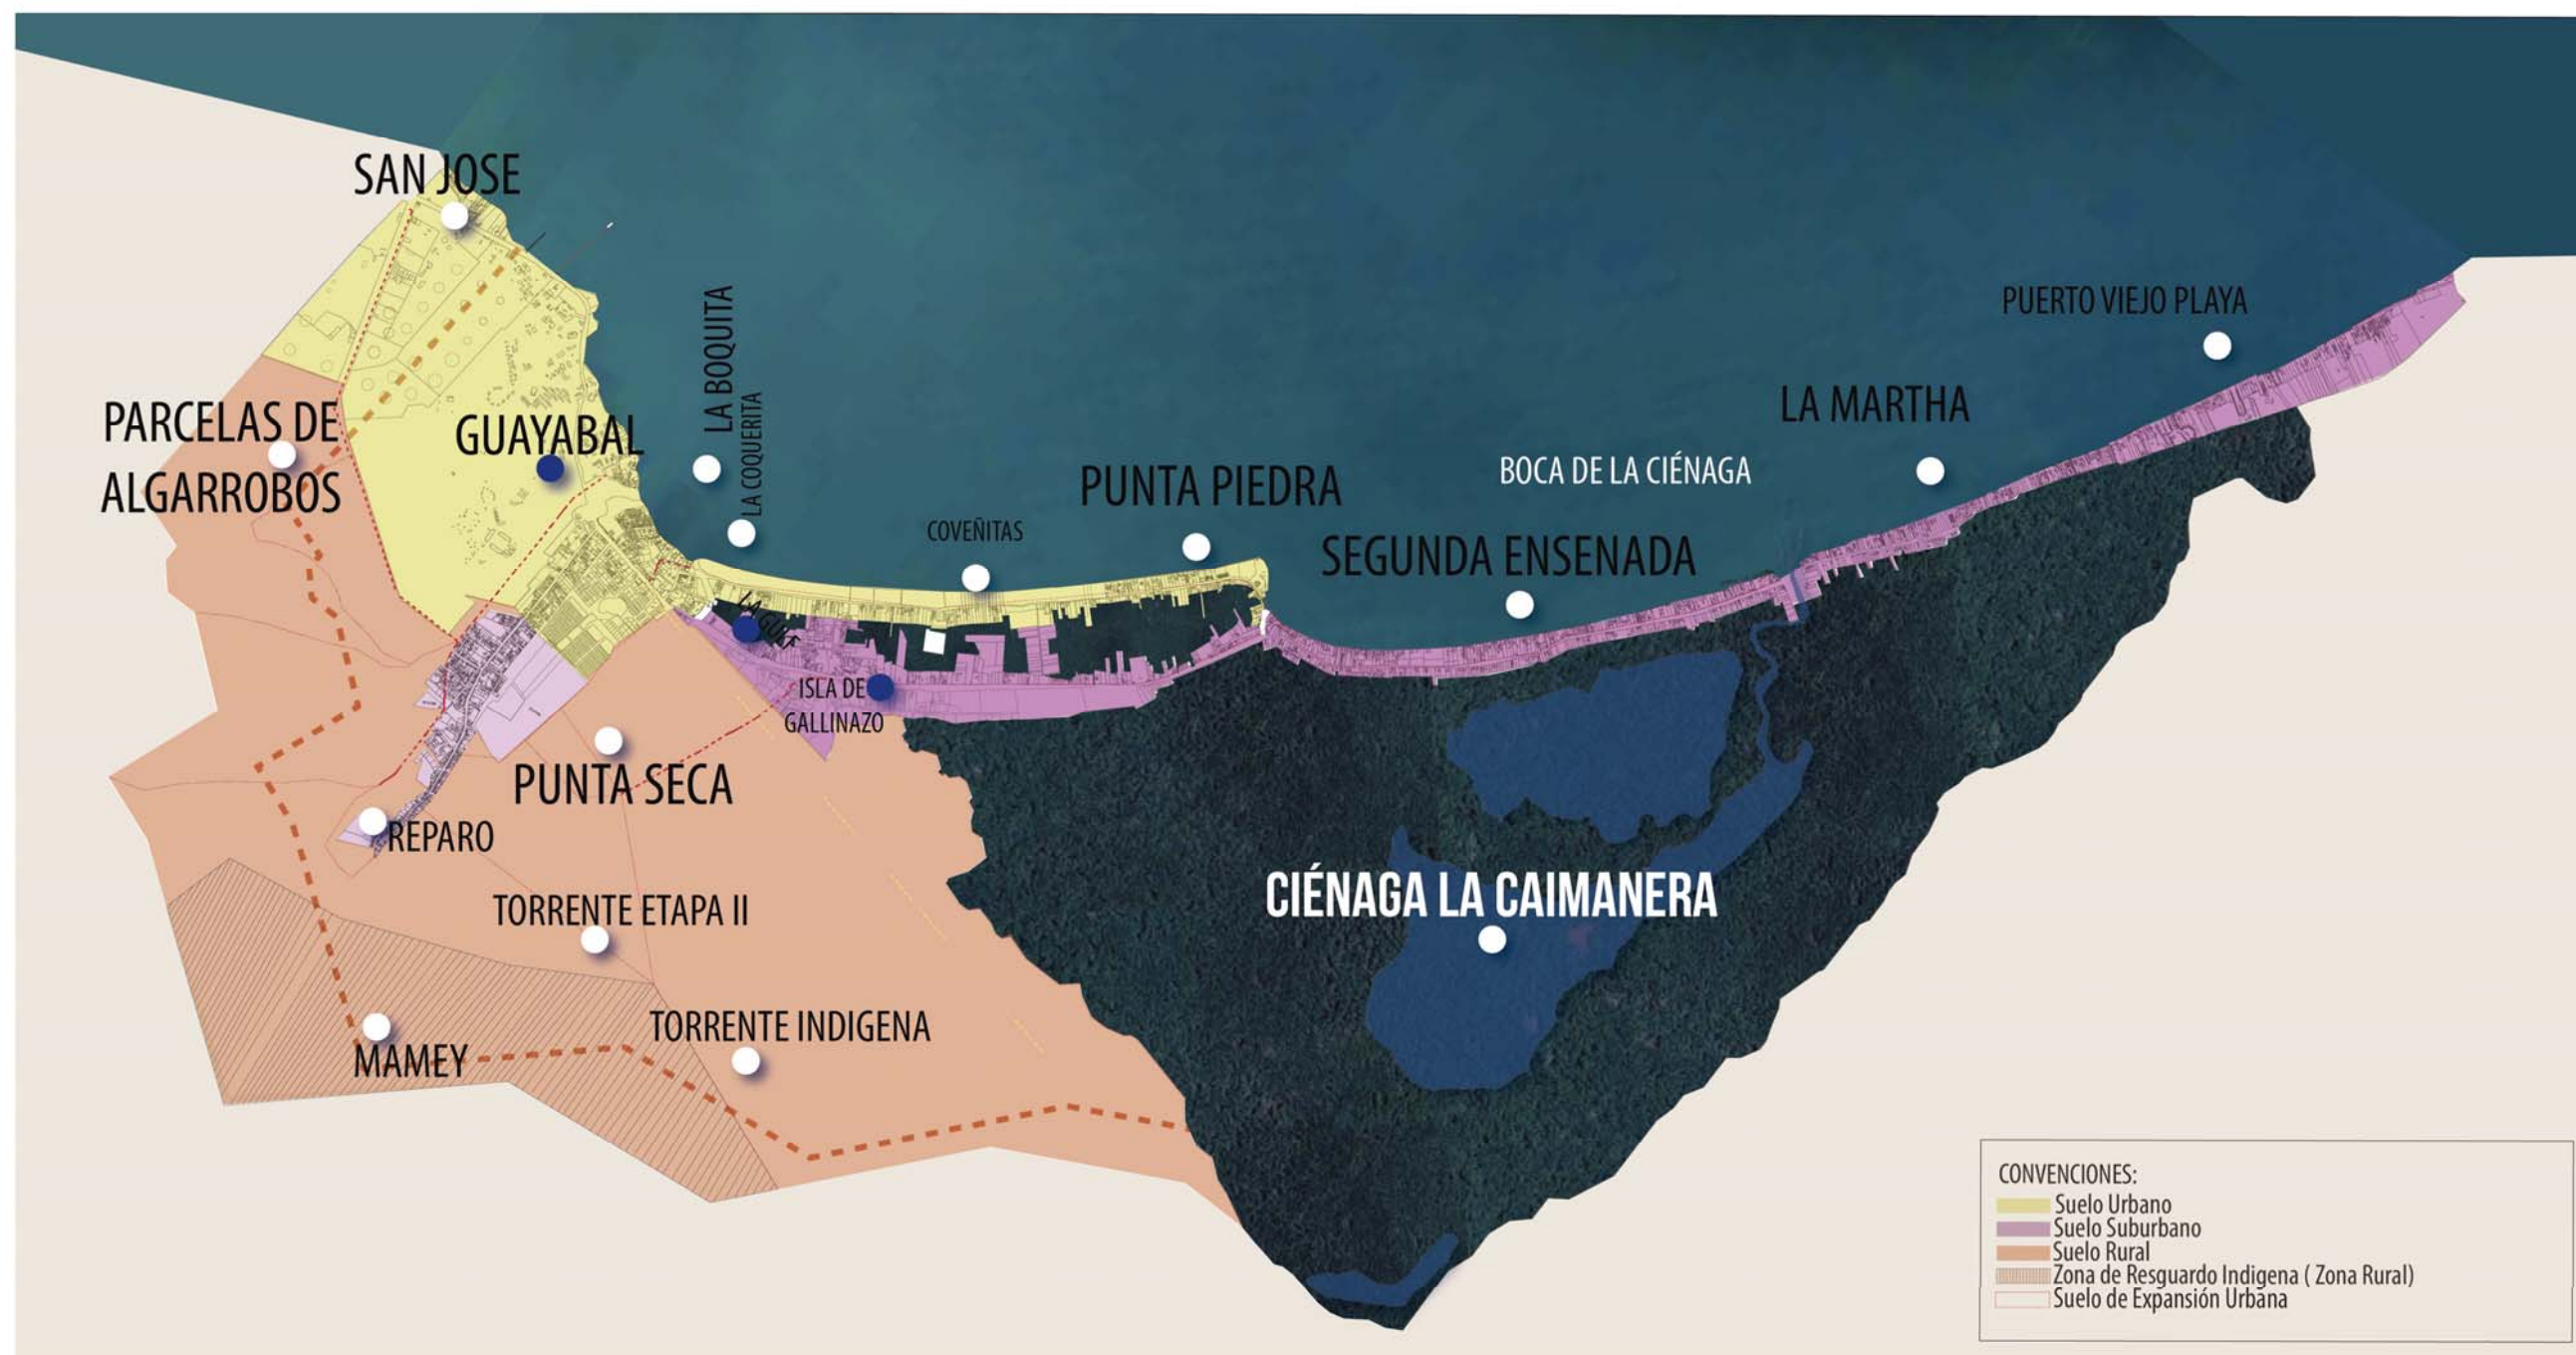 SAN JOSE
LA BOQUITA
LA COQUERITA
PUERTO VIEJO PLAYA
PARCELAS DE
ALGARROBOS
GUAYABAL
LA MARTHA
BOCA DE LA CIÉNAGA
PUNTA PIEDRA
COVEÑITAS
SEGUNDA ENSENADA
ISLA DE
GALLINAZO
PUNTA SECA
REPARO
CIÉNAGA LA CAIMANERA
TORRENTE ETAPA II
TORRENTE INDIGENA
MAMEY
CONVENCIONES:
Suelo Urbano
Suelo Suburbano
Suelo Rural
Zona de Resguardo Indigena ( Zona Rural)
Suelo de Expansión Urbana